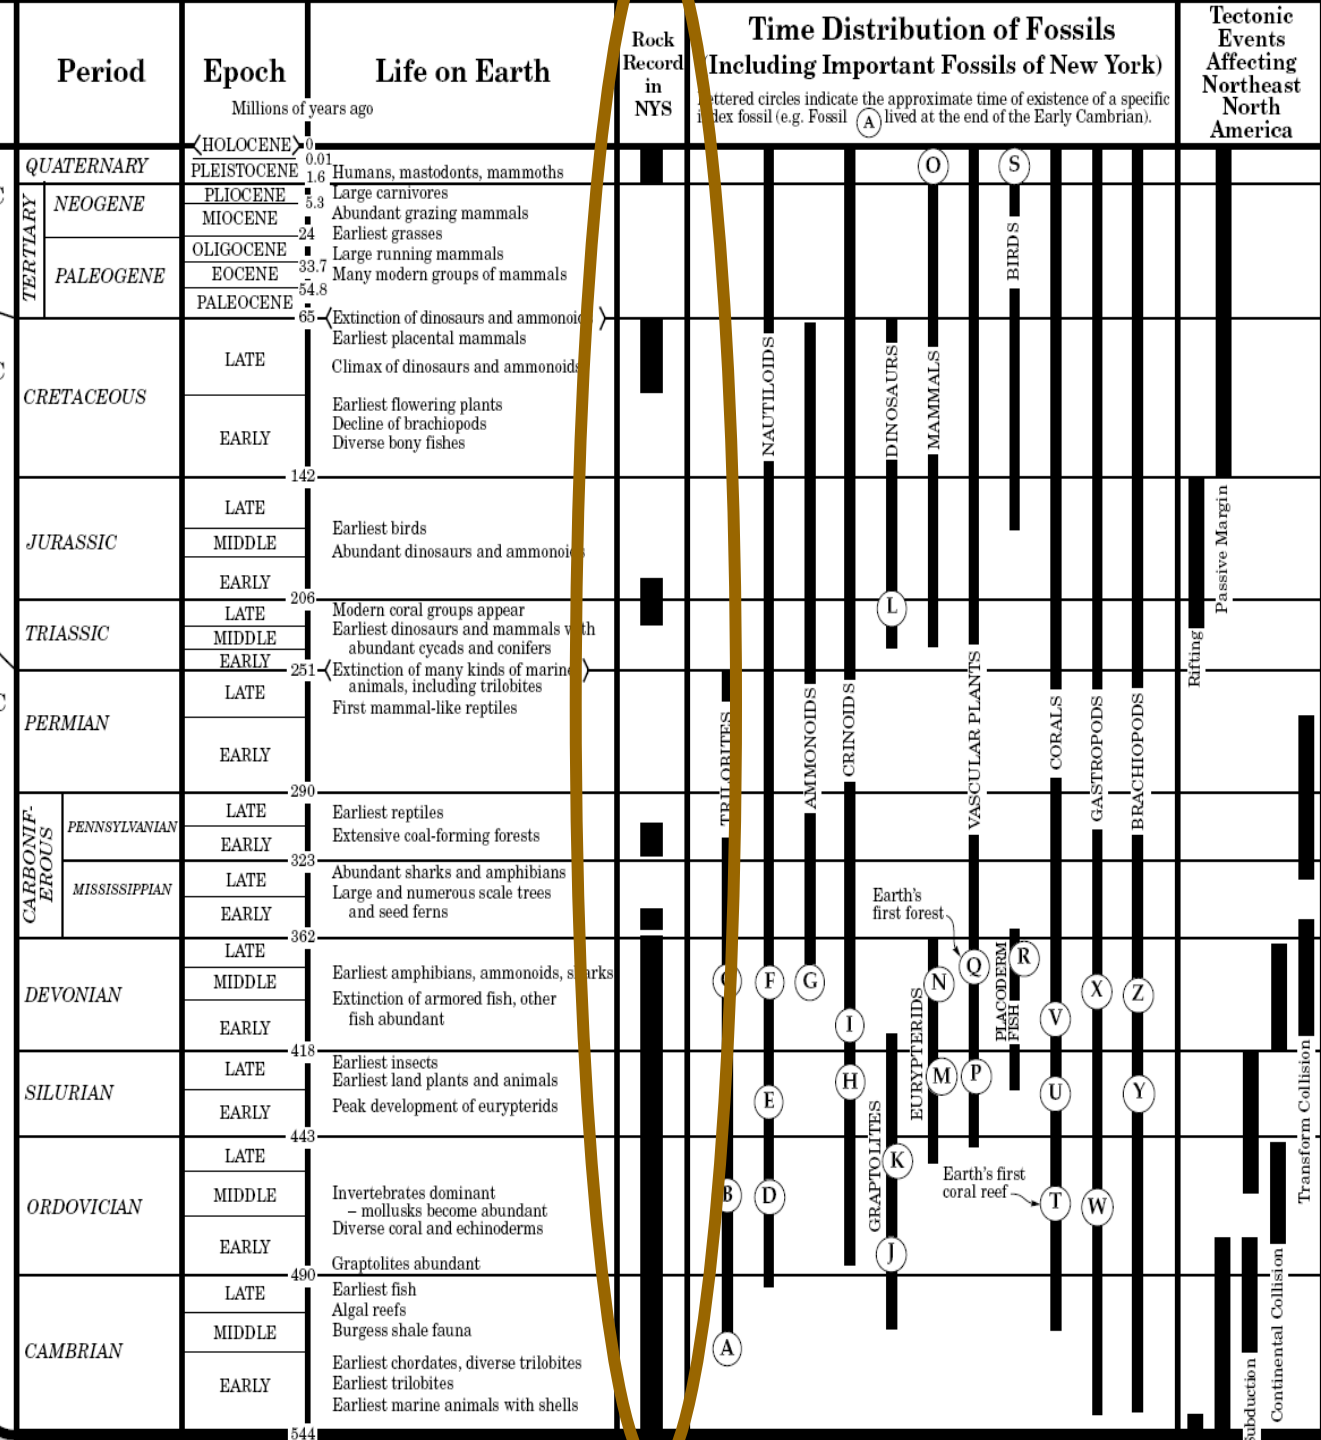 Period
Epoch
Life on Earth
Rock
Record
in
NYS
Time Distribution of Fossils
(Including Important Fossils of New York)
Lettered circles indicate the approximate time of existence of a specific
index fossil (e.g. Fossil A lived at the end of the Early Cambrian).
Tectonic
Events
Affecting
Northeast
North
America
Millions of years ago
QUATERNARY
HOLOCENE 0
0.01
PLEISTOCENE
1.6
Humans, mastodonts, mammoths
TERTIARY
NEOGENE
PLIOCENE
5.3
Large carnivores
MIOCENE
Abundant grazing mammals
24
Earliest grasses
PALEOGENE
OLIGOCENE
33.7
Large running mammals
EOCENE
54.8
Many modern groups of mammals
PALEOCENE
65
Extinction of dinosaurs and ammonoids
CRETACEOUS
LATE
Earliest placental mammals
Climax of dinosaurs and ammonoids
EARLY
Earliest flowering plants
Decline of brachiopods
Diverse bony fishes
142
JURASSIC
LATE
MIDDLE
EARLY
Earliest birds
Abundant dinosaurs and ammonoids
206
TRIASSIC
LATE
MIDDLE
EARLY
Modern coral groups appear
Earliest dinosaurs and mammals with
abundant cycads and conifers
251
Extinction of many kinds of marine
animals, including trilobites
PERMIAN
LATE
EARLY
First mammal-like reptiles
290
CARBONIF-
EROUS
PENNSYLVANIAN
LATE
EARLY
Earliest reptiles
Extensive coal-forming forests
323
MISSISSIPPIAN
LATE
EARLY
Abundant sharks and amphibians
Large and numerous scale trees
and seed ferns
362
DEVONIAN
LATE
MIDDLE
EARLY
Earliest amphibians, ammonoids, sharks
Extinction of armored fish, other
fish abundant
418
SILURIAN
LATE
EARLY
Earliest insects
Earliest land plants and animals
Peak development of eurypterids
443
ORDOVICIAN
LATE
MIDDLE
EARLY
Invertebrates dominant
– mollusks become abundant
Diverse coral and echinoderms
Graptolites abundant
490
CAMBRIAN
LATE
MIDDLE
EARLY
Earliest fish
Algal reefs
Burgess shale fauna
Earliest chordates, diverse trilobites
Earliest trilobites
Earliest marine animals with shells
544
TRILOBITES
B
A
NAUTILOIDS
F
E
D
AMMONOIDS
G
CRINOIDS
I
H
DINOSAURS
L
GRAPTOLITES
K
J
MAMMALS
O
EURYPTERIDS
N
M
VASCULAR PLANTS
Earth's
first forest
Q
P
BIRDS
S
PLACODERM
FISH
R
CORALS
V
U
Earth's first
coral reef
T
GASTROPODS
X
W
BRACHIOPODS
Z
Y
Rifting
Passive Margin
Transform Collision
Continental Collision
Subduction